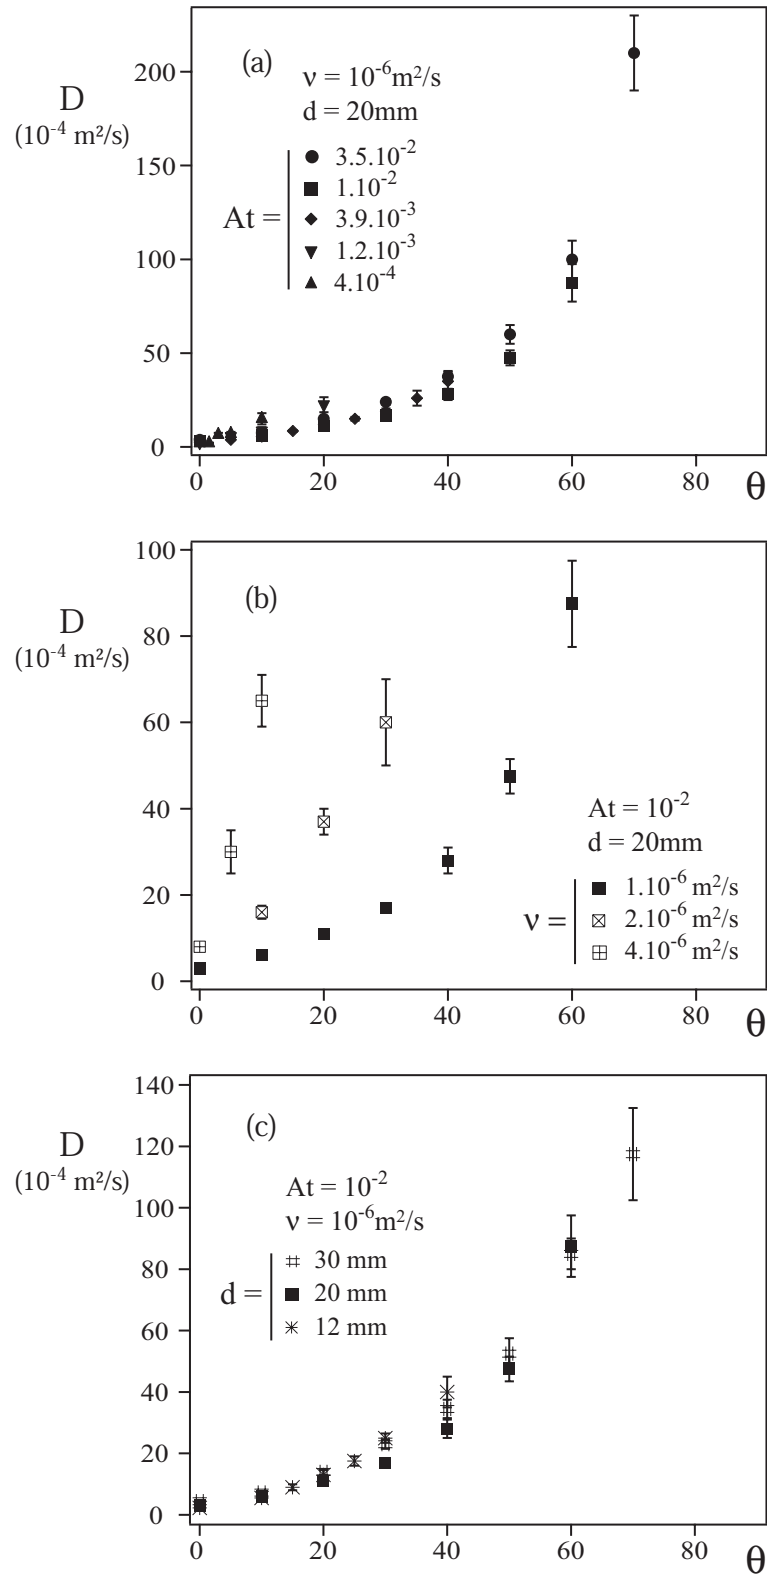 (a)
200
ν = 10-6m²/s
D
d = 20mm
(10-4 m²/s)
150
3.5.10-2
1.10-2
At =
3.9.10-3
1.2.10-3
100
4.10-4
50
0
0 20 40 60 80 θ
100
(b)
D
80
(10-4 m²/s)
60
At = 10-2
40
d = 20mm
1.10-6 m²/s
20
ν =
2.10-6 m²/s
4.10-6 m²/s
0
0 20 40 60 80 θ
140
(c)
D
120
(10-4 m²/s)
At = 10-2
100
ν = 10-6m²/s
30 mm
80
d =
20 mm
12 mm
60
40
20
0
0 20 40 60 80 θ